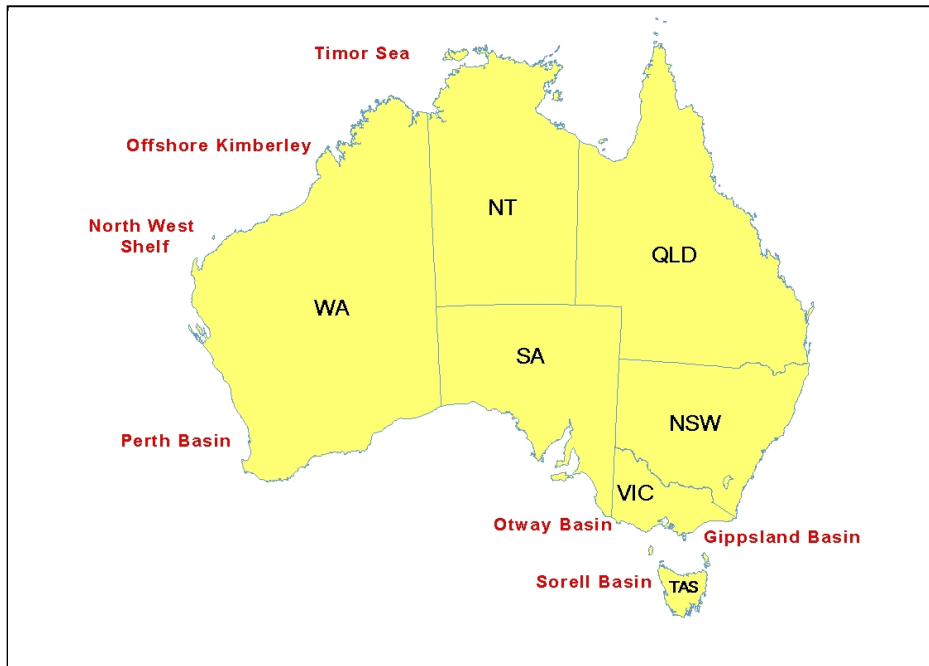 Timor Sea
Offshore Kimberley
NT
North West
Shelf
QLD
WA
SA
NSW
Perth Basin
VIC
Otway Basin
Gippsland Basin
Sorell Basin
TAS